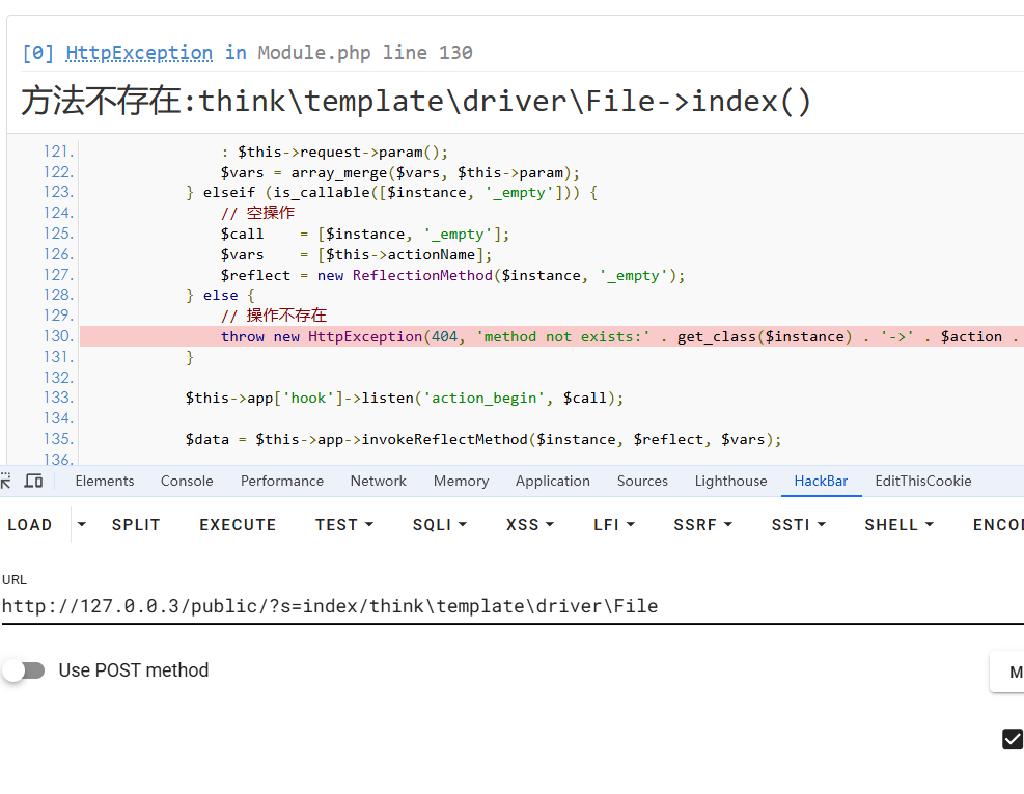 [0] HttpException in Module.php line 130
方法不存在:think\template\driver\File->index()
121. : $this->request->param();
122. $vars = array_merge($vars, $this->param);
123. } elseif (is_callable([$instance, '_empty'])) {
124. // 空操作
125. $call    = [$instance, '_empty'];
126. $vars    = [$this->actionName];
127. $reflect = new ReflectionMethod($instance, '_empty');
128. } else {
129. // 操作不存在
130. throw new HttpException(404, 'method not exists:' . get_class($instance) . '->' . $action .
131. }
132.
133. $this->app['hook']->listen('action_begin', $call);
134.
135. $data = $this->app->invokeReflectMethod($instance, $reflect, $vars);
136.
Elements Console Performance Network Memory Application Sources Lighthouse HackBar EditThisCookie
LOAD SPLIT EXECUTE TEST SQLI XSS LFI SSRF SSTI SHELL ENCO
URL
http://127.0.0.3/public/?s=index/think\template\driver\File
Use POST method
M